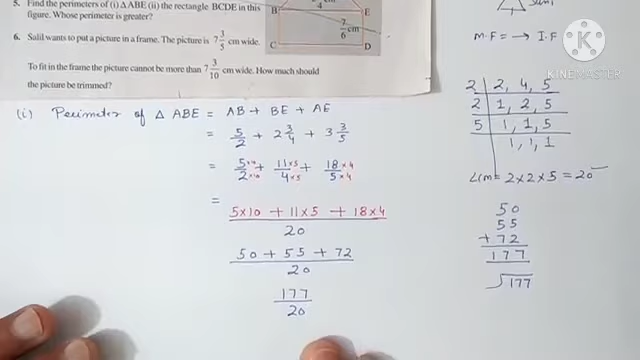 5. Find the perimeters of (i) Δ ABE (ii) the rectangle BCDE in this
figure. Whose perimeter is greater?
B 4 E
7/6 cm
C D
6. Salil wants to put a picture in a frame. The picture is 7 3/5 cm wide.
To fit in the frame the picture cannot be more than 7 3/10 cm wide. How much should
the picture be trimmed?
(i) Perimeter of Δ ABE = AB + BE + AE
= 5/2 + 2 3/4 + 3 3/5
= 5×10/2×10 + 11×5/4×5 + 18×4/5×4
= 5×10 + 11×5 + 18×4
20
50 + 55 + 72
20
177
20
M.F = → I.F
KINEMASTER
2 | 2, 4, 5
2 | 1, 2, 5
5 | 1, 1, 5
1, 1, 1
LCM = 2×2×5 = 20
50
55
+ 72
177
√177